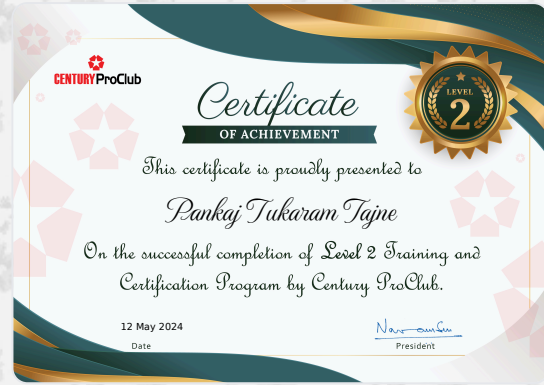 CENTURY ProClub
LEVEL
2
Certificate
OF ACHIEVEMENT
This certificate is proudly presented to
Pankaj Tukaram Tajne
On the successful completion of Level 2 Training and
Certification Program by Century ProClub.
12 May 2024
Date
President